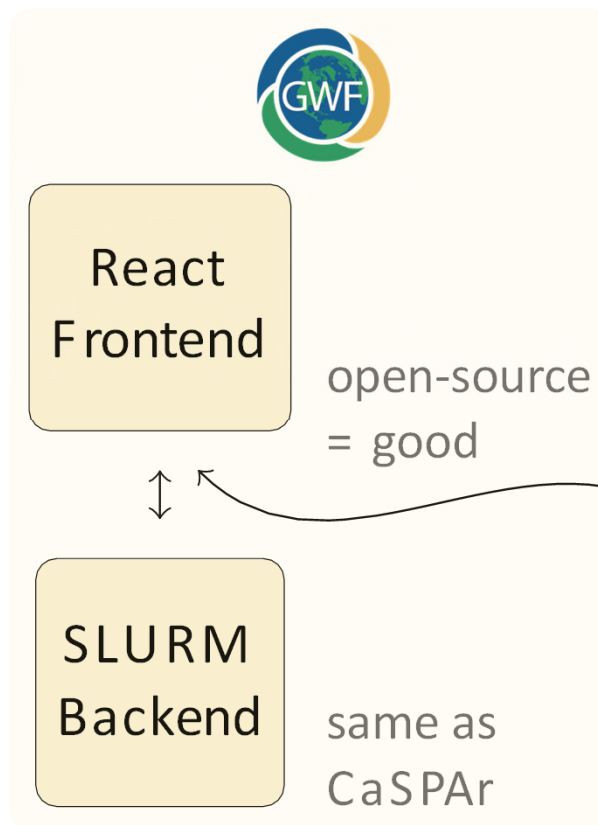 GWF
React
Frontend
open-source
= good
SLURM
Backend
same as
CaSPAr